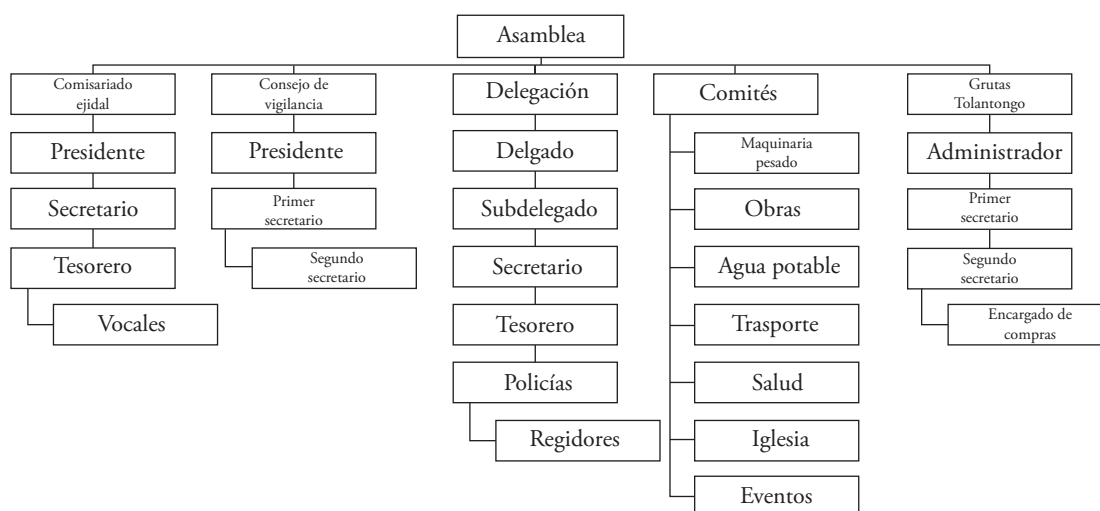 Asamblea
Comisariado
ejidal
Presidente
Secretario
Tesorero
Vocales
Consejo de
vigilancia
Presidente
Primer
secretario
Segundo
secretario
Delegación
Delgado
Subdelegado
Secretario
Tesorero
Policías
Regidores
Comités
Maquinaria
pesado
Obras
Agua potable
Trasporte
Salud
Iglesia
Eventos
Grutas
Tolantongo
Administrador
Primer
secretario
Segundo
secretario
Encargado de
compras